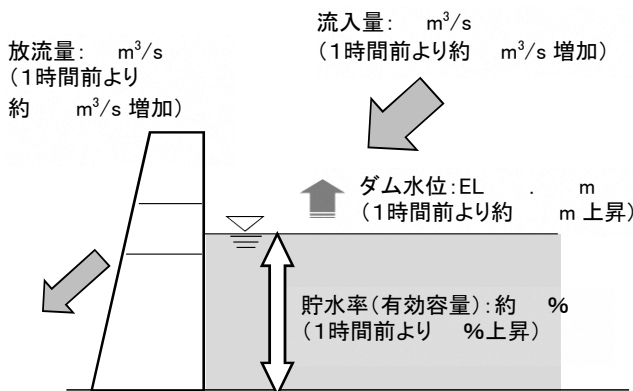 流入量：　m³/s
（1時間前より約　m³/s 増加）
放流量：　m³/s
（1時間前より
約　m³/s 増加）
ダム水位：EL　．　m
（1時間前より約　m 上昇）
貯水率（有効容量）：約　%
（1時間前より　%上昇）